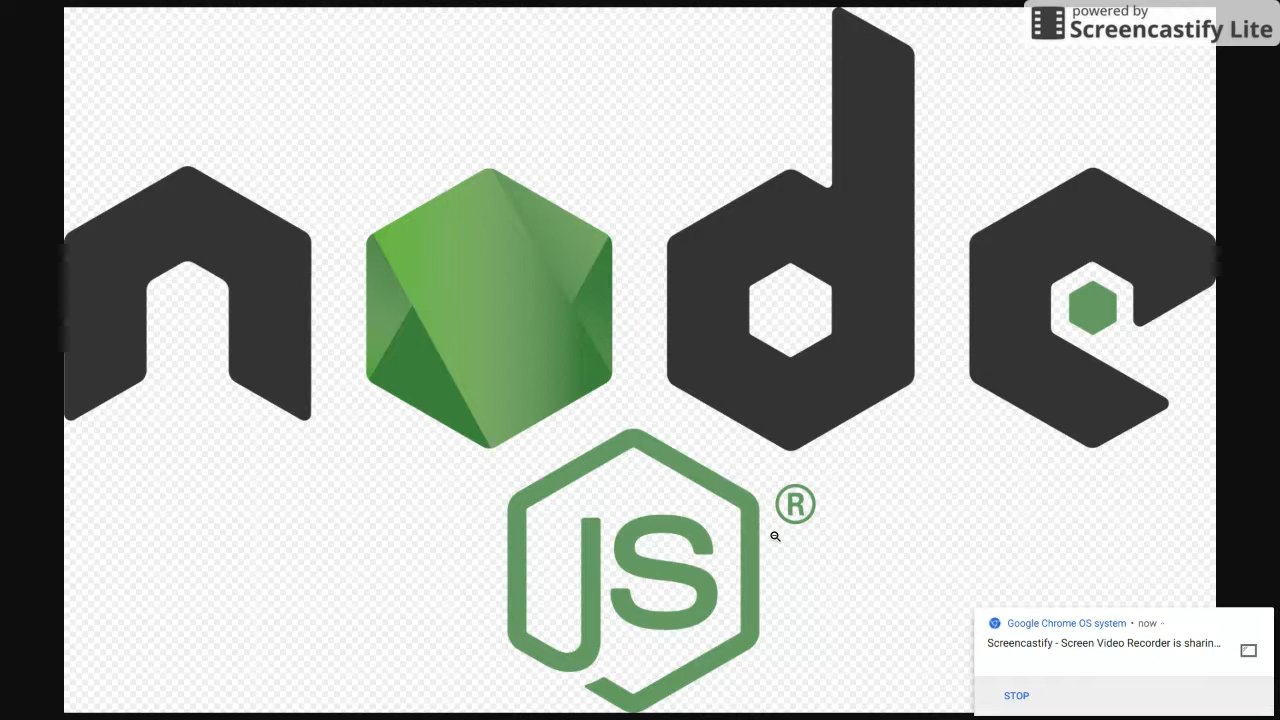 powered by
Screencastify Lite
node
JS ®
Google Chrome OS system • now -
Screencastify - Screen Video Recorder is sharin...
STOP